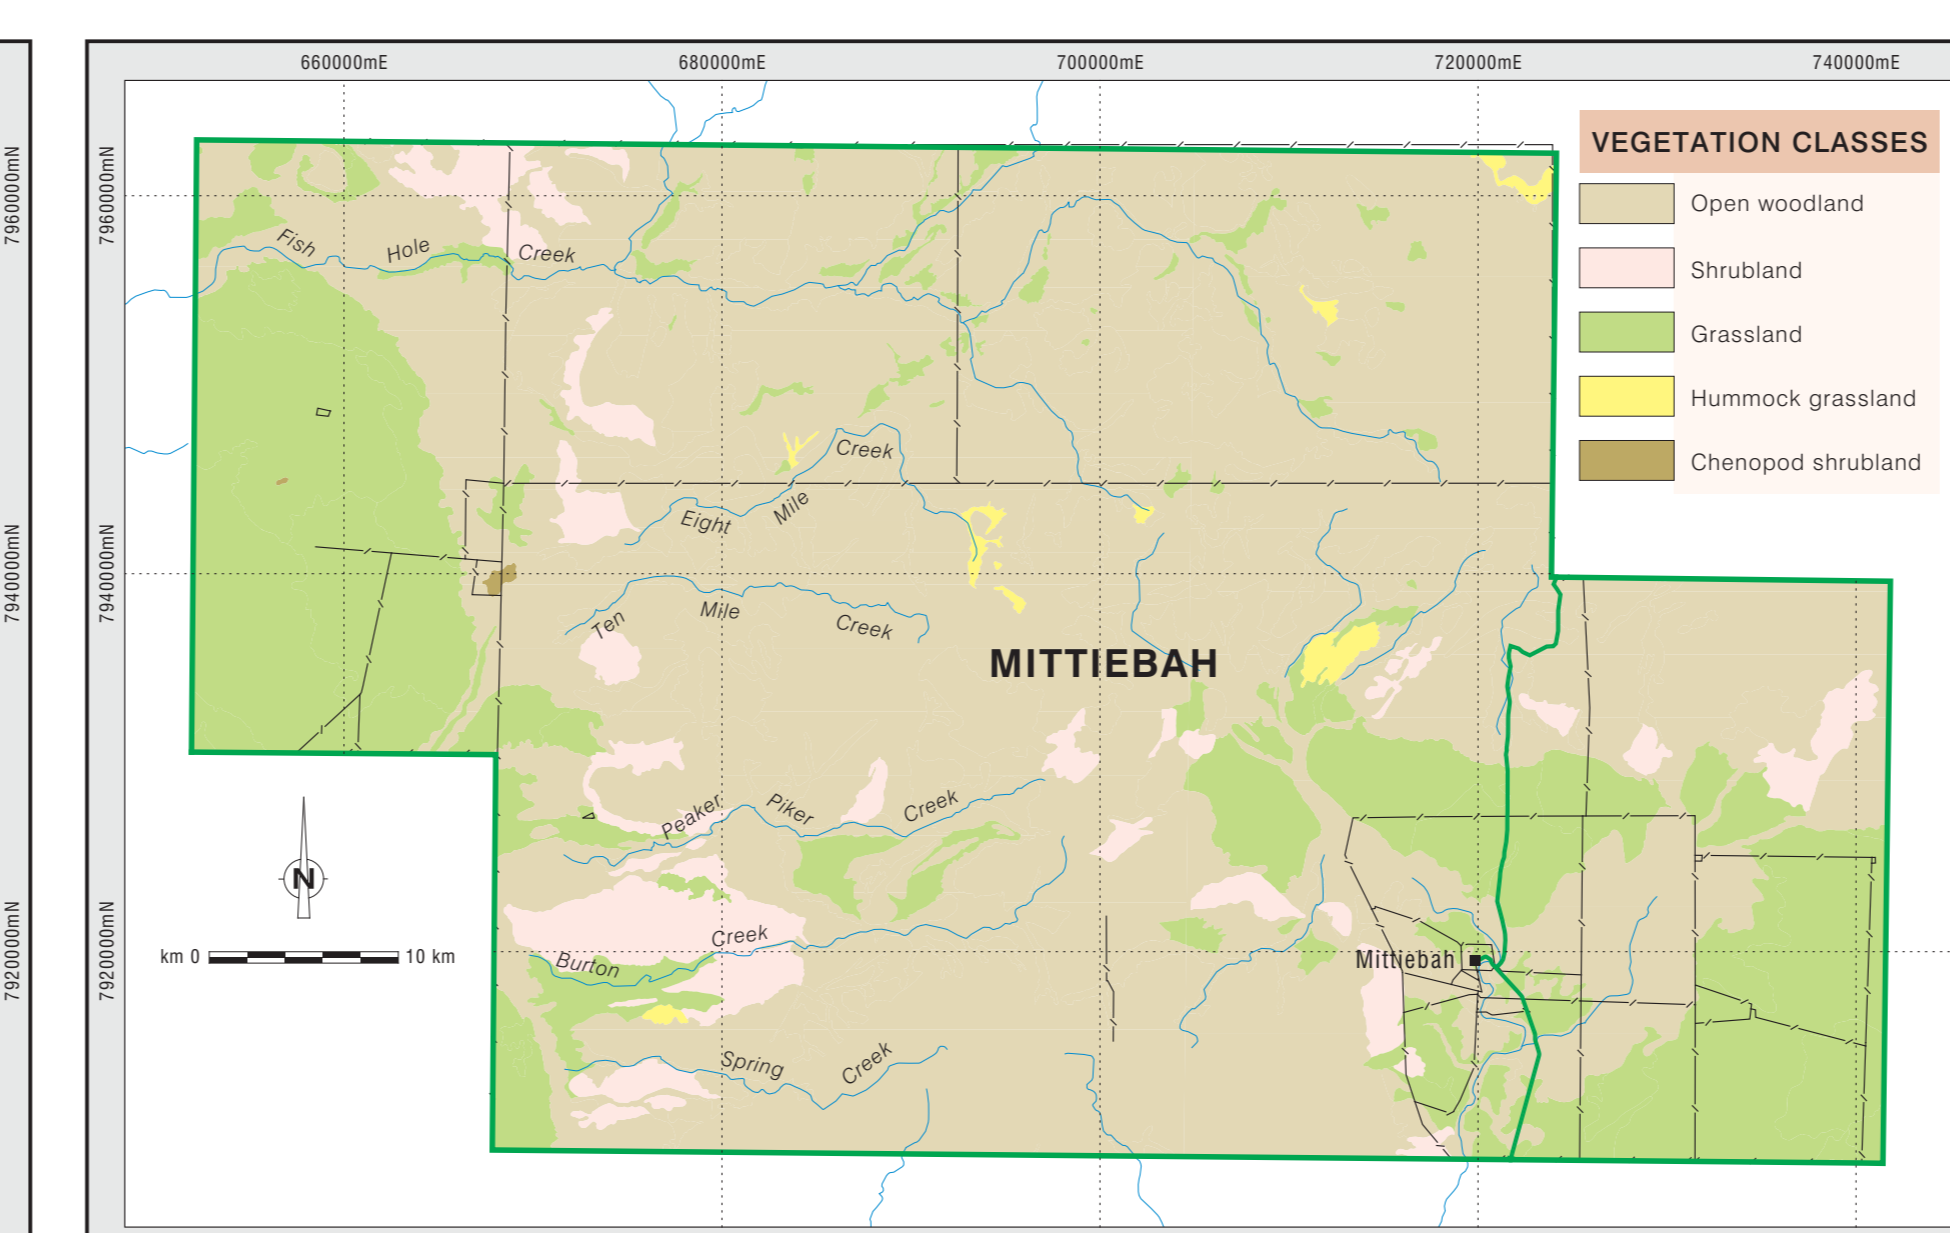 660000mE 680000mE 700000mE 720000mE 740000mE
7960000mN 7960000mN
VEGETATION CLASSES
Open woodland
Shrubland
Grassland
Hummock grassland
Chenopod shrubland
Fish Hole Creek
Eight Mile Creek
7940000mN 7940000mN
Ten Mile Creek
MITTIEBAH
Peaker Piker Creek
N
km 0 10 km
7920000mN 7920000mN
Burton Creek
Mittiebah
Spring Creek